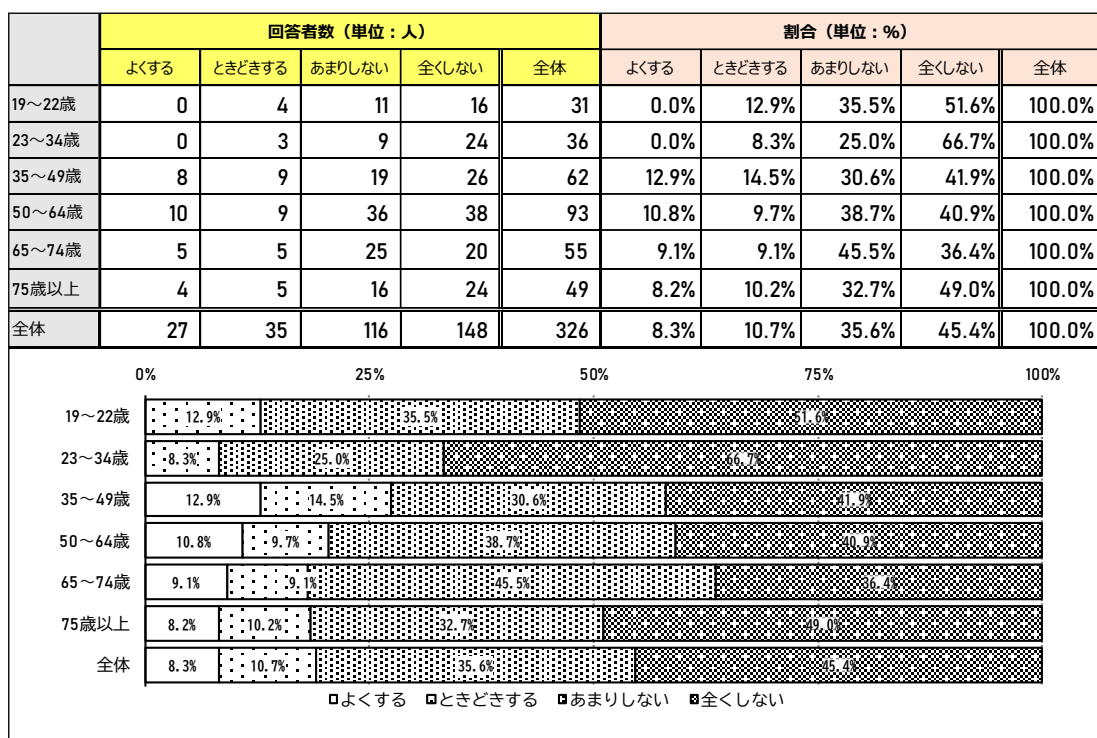 回答者数（単位：人） 割合（単位：%）
よくする ときどきする あまりしない 全くしない 全体 よくする ときどきする あまりしない 全くしない 全体
19～22歳 0 4 11 16 31 0.0% 12.9% 35.5% 51.6% 100.0%
23～34歳 0 3 9 24 36 0.0% 8.3% 25.0% 66.7% 100.0%
35～49歳 8 9 19 26 62 12.9% 14.5% 30.6% 41.9% 100.0%
50～64歳 10 9 36 38 93 10.8% 9.7% 38.7% 40.9% 100.0%
65～74歳 5 5 25 20 55 9.1% 9.1% 45.5% 36.4% 100.0%
75歳以上 4 5 16 24 49 8.2% 10.2% 32.7% 49.0% 100.0%
全体 27 35 116 148 326 8.3% 10.7% 35.6% 45.4% 100.0%
0% 25% 50% 75% 100%
19～22歳 12.9% 35.5% 51.6%
23～34歳 8.3% 25.0% 66.7%
35～49歳 12.9% 14.5% 30.6% 41.9%
50～64歳 10.8% 9.7% 38.7% 40.9%
65～74歳 9.1% 9.1% 45.5% 36.4%
75歳以上 8.2% 10.2% 32.7% 49.0%
全体 8.3% 10.7% 35.6% 45.4%
よくする ときどきする あまりしない 全くしない